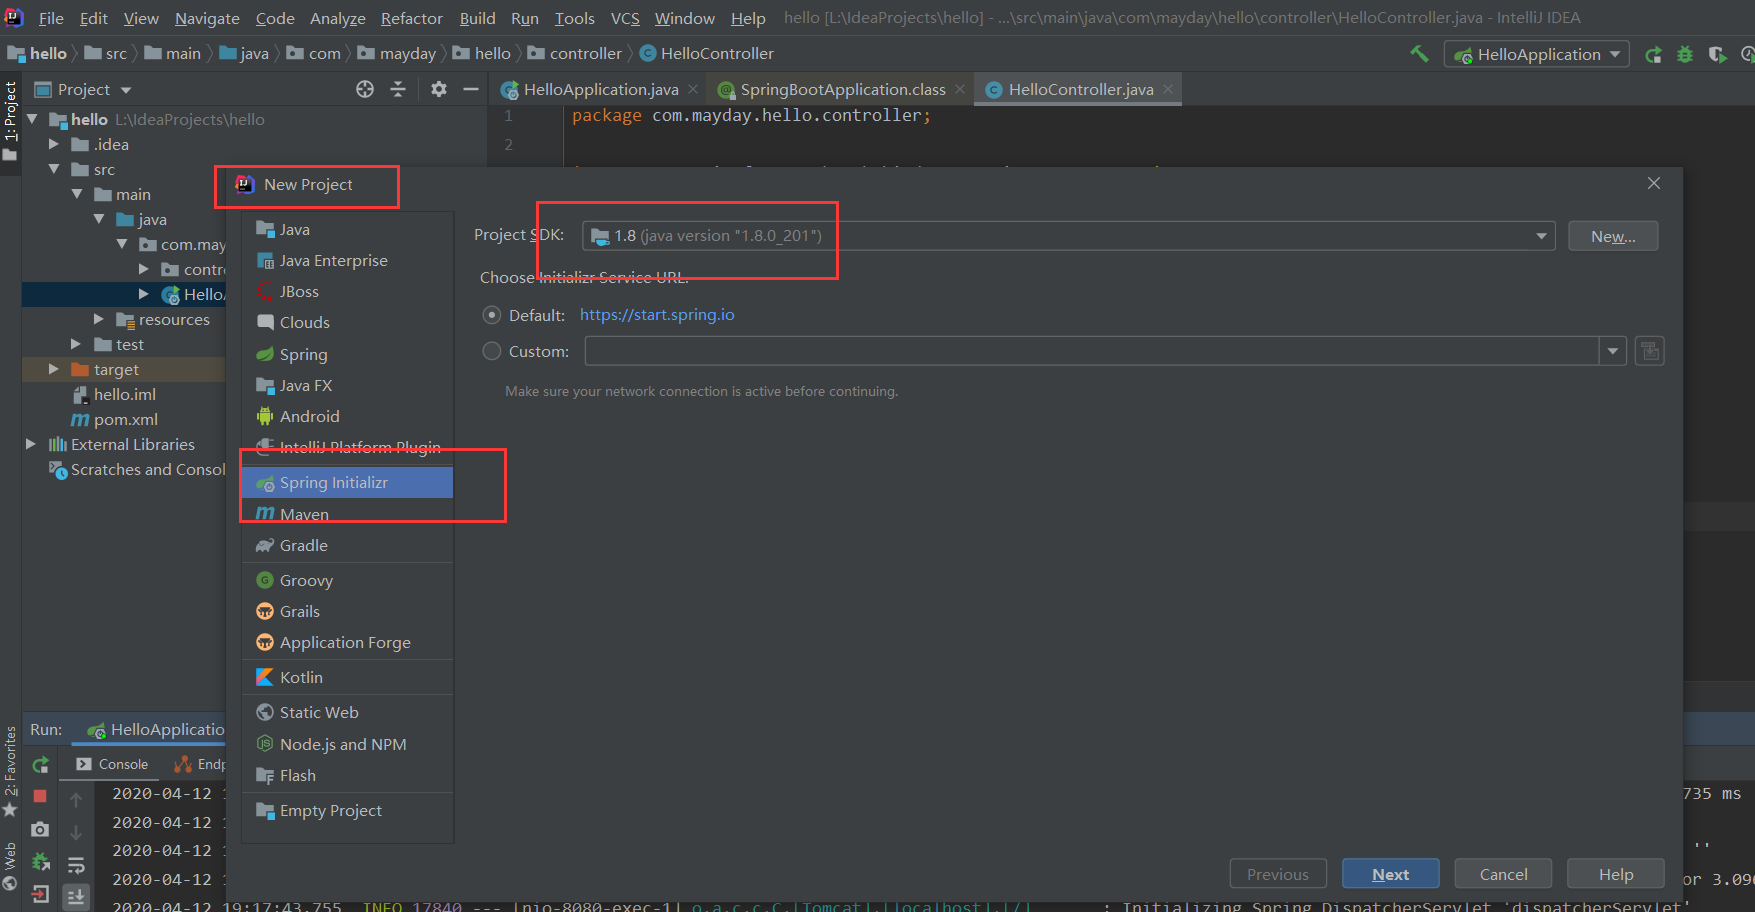 File Edit View Navigate Code Analyze Refactor Build Run Tools VCS Window Help hello [L:\IdeaProjects\hello] - ...\src\main\java\com\mayday\hello\controller\HelloController.java - IntelliJ IDEA
hello src main java com mayday hello controller HelloController HelloApplication
Project HelloApplication.java SpringBootApplication.class HelloController.java
1: Project
hello L:\IdeaProjects\hello
.idea
src
main
java
com.may
contr
Hello
resources
test
target
hello.iml
pom.xml
External Libraries
Scratches and Consol
1 package com.mayday.hello.controller;
2
New Project
Java
Java Enterprise
JBoss
Clouds
Spring
Java FX
Android
IntelliJ Platform Plugin
Spring Initializr
Maven
Gradle
Groovy
Grails
Application Forge
Kotlin
Static Web
Node.js and NPM
Flash
Empty Project
Project SDK: 1.8 (java version "1.8.0_201") New...
Choose Initializr Service URL.
Default: https://start.spring.io
Custom:
Make sure your network connection is active before continuing.
Previous Next Cancel Help
2: Favorites
Web
Run: HelloApplicatio
Console Endp
2020-04-12 735 ms
2020-04-12
2020-04-12 ''
2020-04-12 or 3.096
2020-04-12 19:17:43.755 INFO 17840 --- [nio-8080-exec-1] o.a.c.c.C.[Tomcat].[localhost].[/] : Initializing Spring DispatcherServlet 'dispatcherServlet'